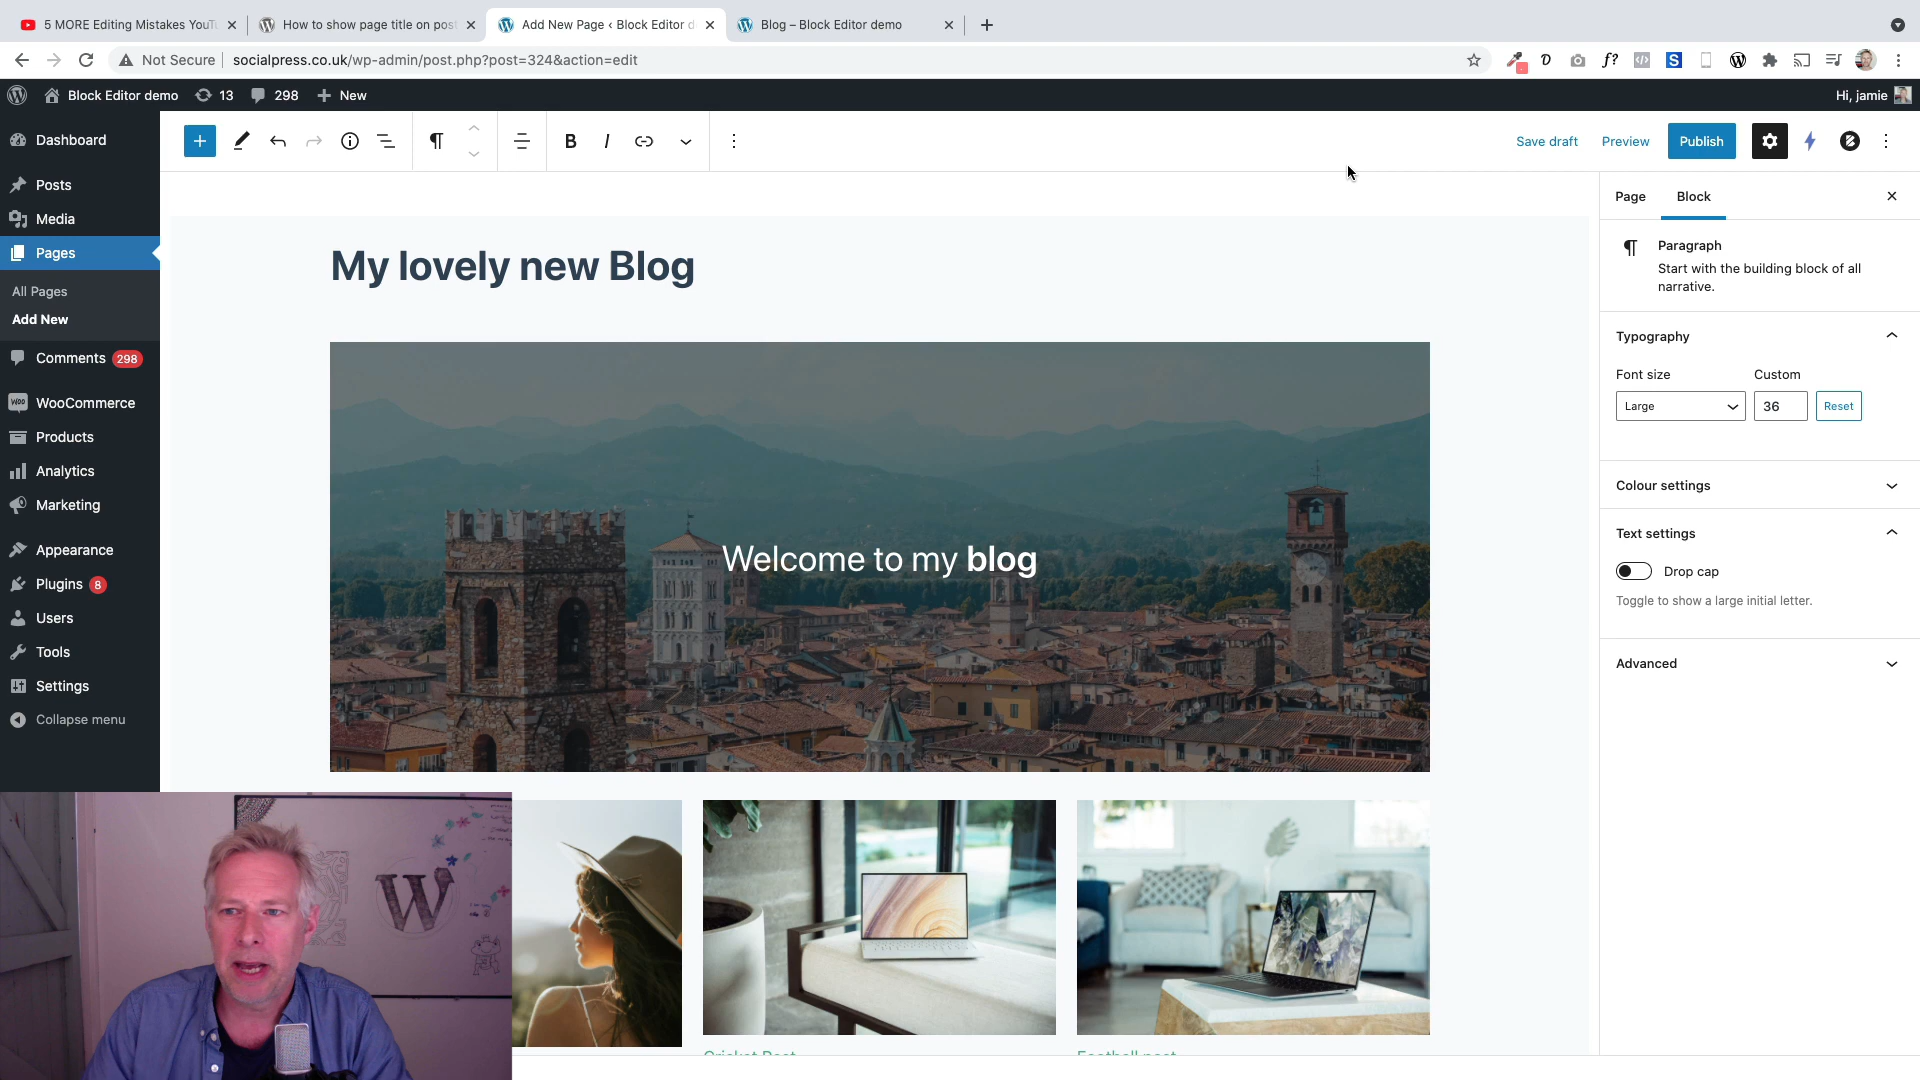 5 MORE Editing Mistakes YouTu
How to show page title on post
Add New Page ‹ Block Editor d
Blog – Block Editor demo
Not Secure
socialpress.co.uk/wp-admin/post.php?post=324&action=edit
Block Editor demo
13
298
New
Hi, jamie
Dashboard
Posts
Media
Pages
All Pages
Add New
Comments 298
WooCommerce
Products
Analytics
Marketing
Appearance
Plugins 8
Users
Tools
Settings
Collapse menu
Save draft
Preview
Publish
My lovely new Blog
Welcome to my blog
Page
Block
Paragraph
Start with the building block of all
narrative.
Typography
Font size
Custom
Large
36
Reset
Colour settings
Text settings
Drop cap
Toggle to show a large initial letter.
Advanced
Cricket Post
Football post